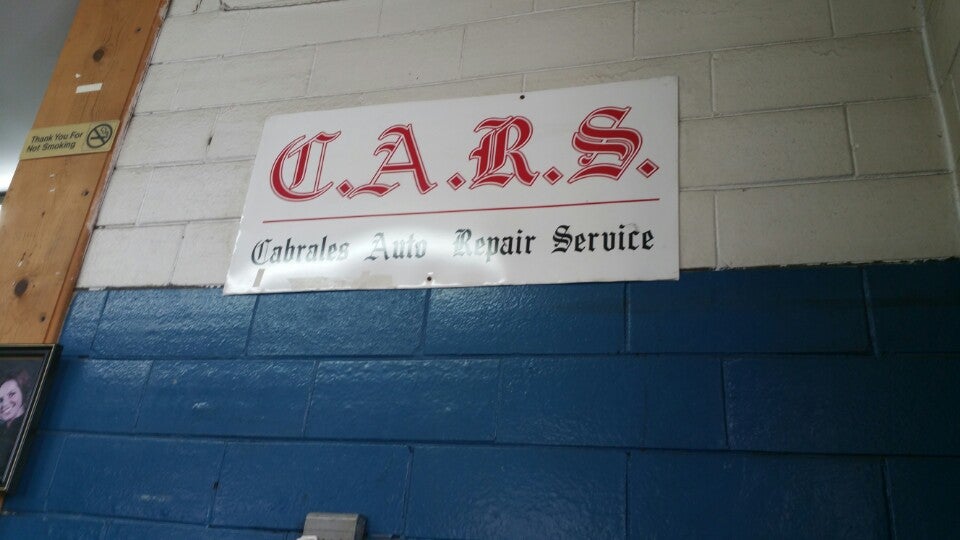 Thank You For
Not Smoking
C.A.R.S.
Cabrales Auto Repair Service